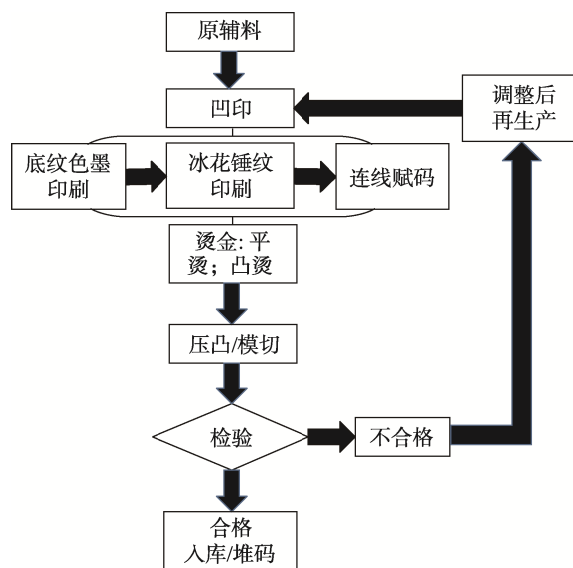 原辅料
凹印
调整后
再生产
底纹色墨
印刷
冰花锤纹
印刷
连线赋码
烫金: 平
烫；凸烫
压凸/模切
检验
不合格
合格
入库/堆码